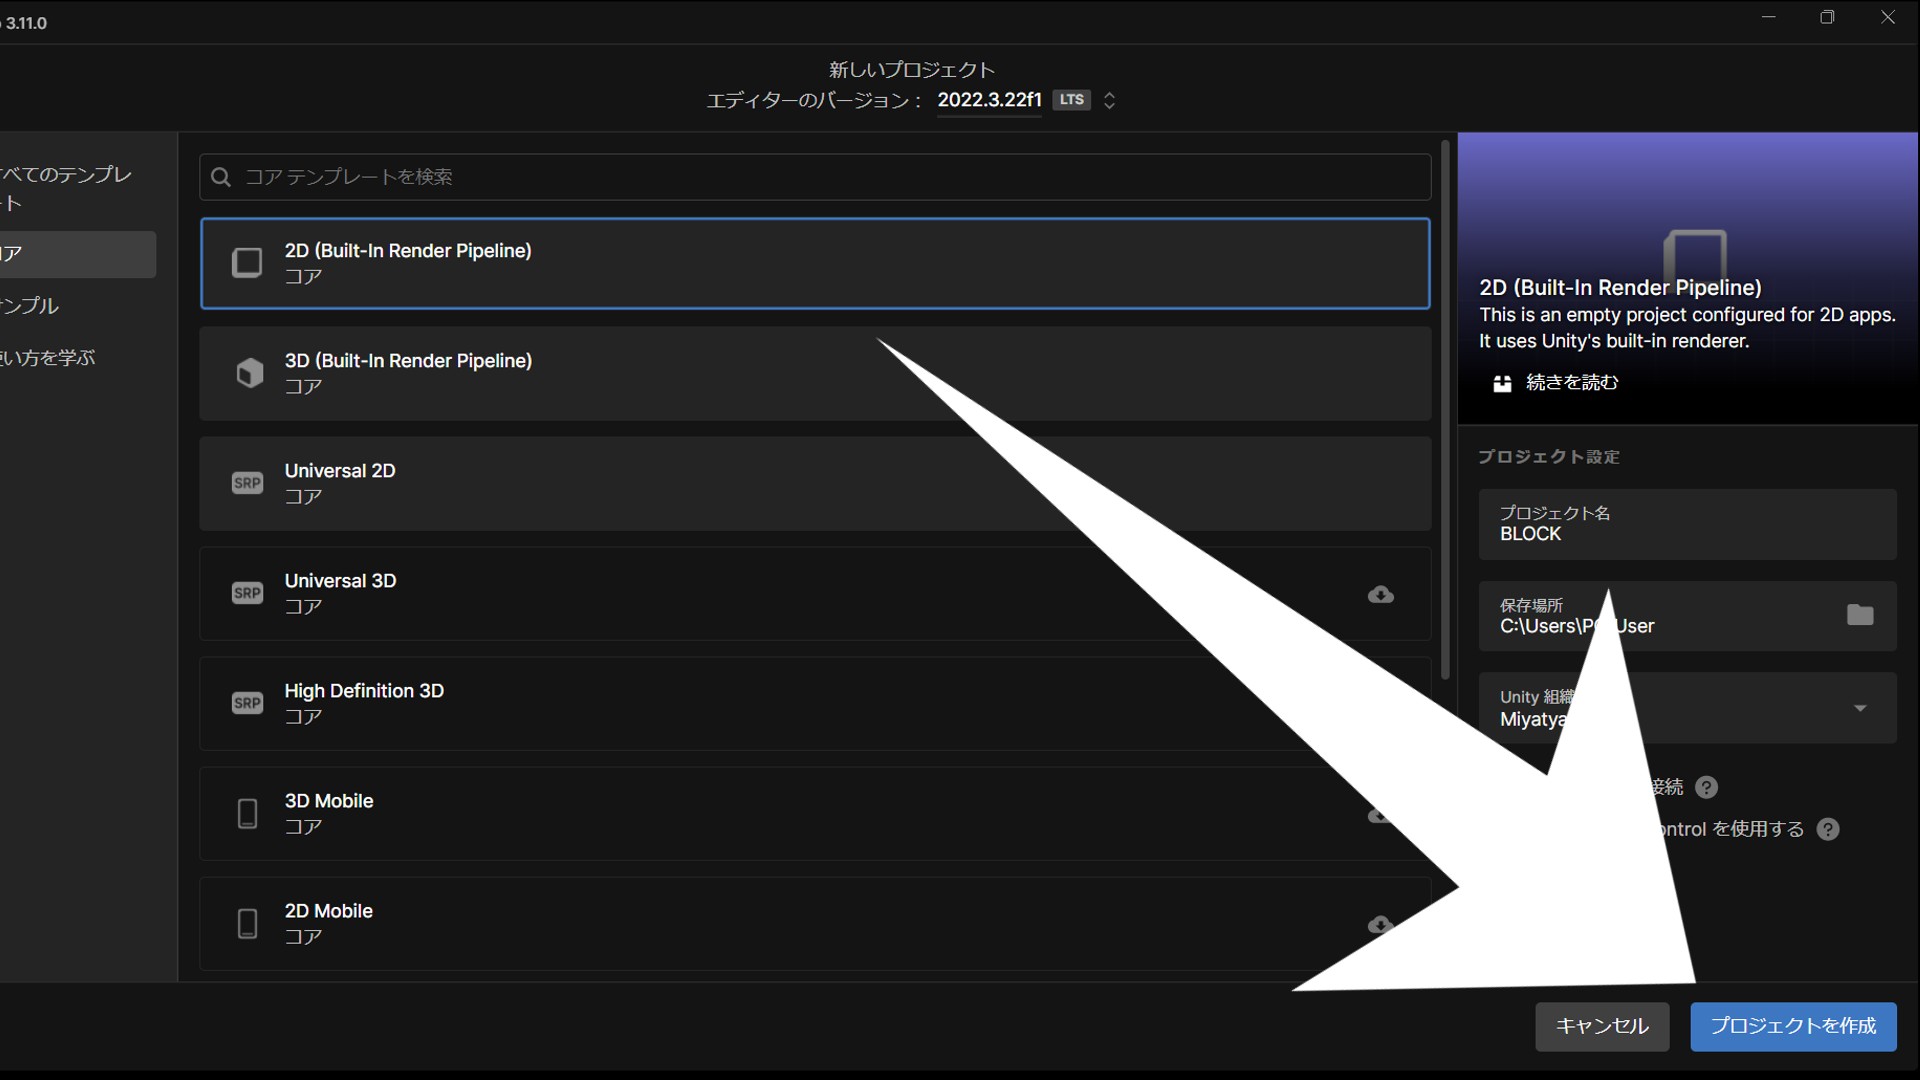 3.11.0
新しいプロジェクト
エディターのバージョン： 2022.3.22f1 LTS
べてのテンプレ
ート
コア
ンプル
い方を学ぶ
コア テンプレートを検索
2D (Built-In Render Pipeline)
コア
3D (Built-In Render Pipeline)
コア
SRP
Universal 2D
コア
SRP
Universal 3D
コア
SRP
High Definition 3D
コア
3D Mobile
コア
2D Mobile
コア
2D (Built-In Render Pipeline)
This is an empty project configured for 2D apps.
It uses Unity's built-in renderer.
続きを読む
プロジェクト設定
プロジェクト名
BLOCK
保存場所
C:\Users\P User
Unity 組織
Miyatya
接続 ?
ontrol を使用する ?
キャンセル
プロジェクトを作成